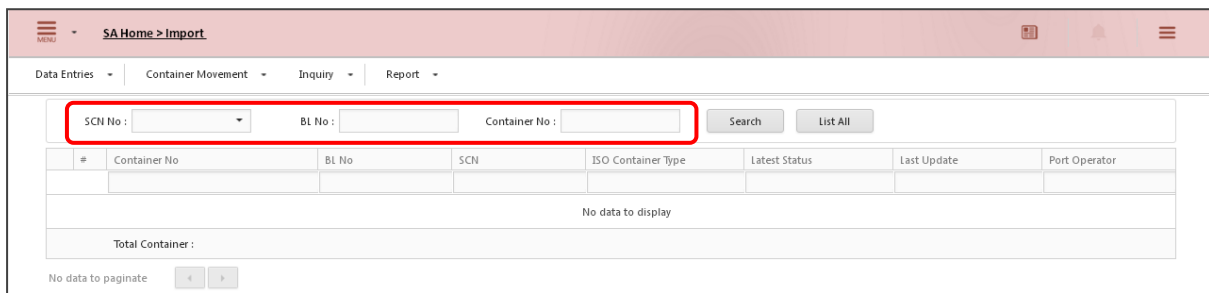 MENU SA Home > Import
Data Entries Container Movement Inquiry Report
SCN No : BL No : Container No : Search List All
# Container No BL No SCN ISO Container Type Latest Status Last Update Port Operator
No data to display
Total Container :
No data to paginate